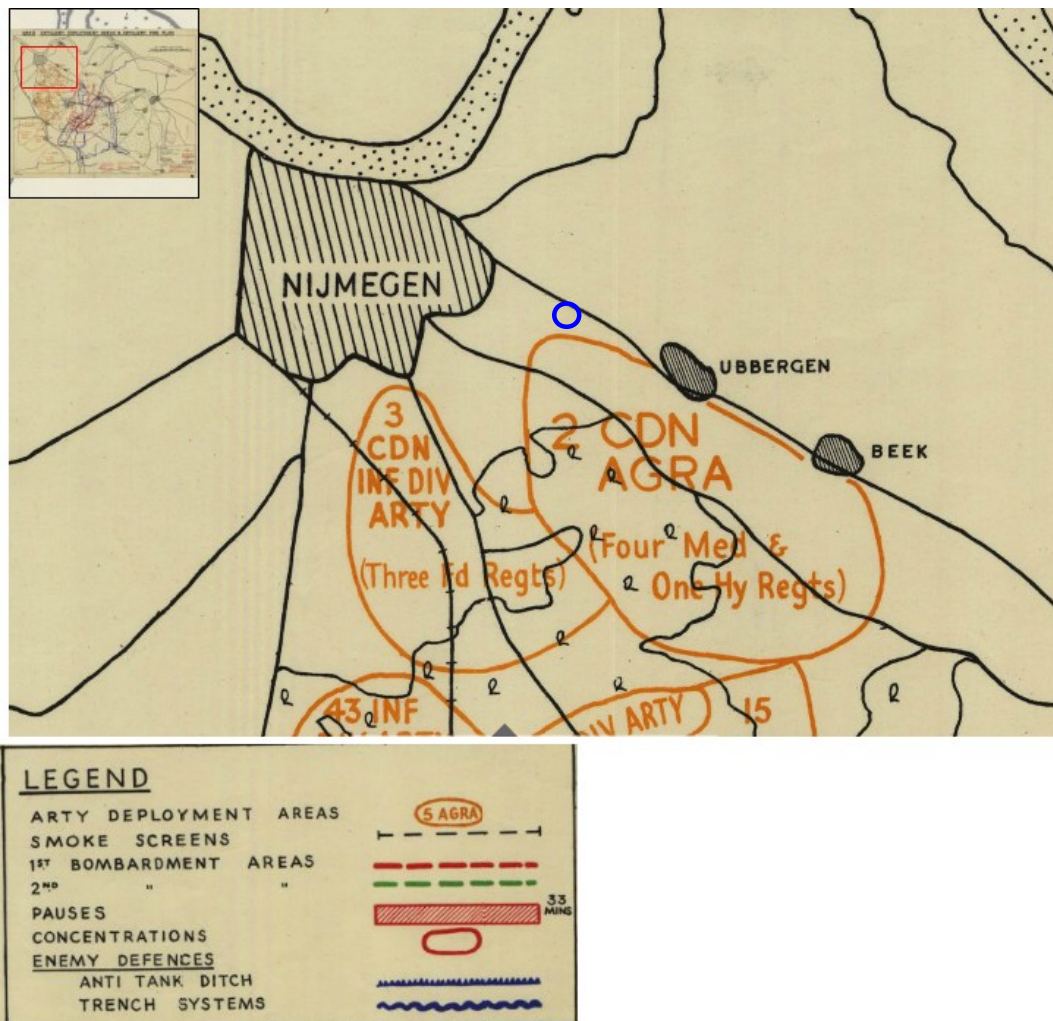 NIJMEGEN
UBBERGEN
BEEK
3
CDN
INF DIV
ARTY
(Three Fd Regts)
2 CDN
AGRA
(Four Med &
One Hy Regts)
R
R
R
R
R
R
R
R
R
R
R
R
R
43 INF
DIV ARTY
DIV ARTY
15
LEGEND
ARTY DEPLOYMENT AREAS
5 AGRA
SMOKE SCREENS
1ST BOMBARDMENT AREAS
2ND " "
PAUSES
33
MINS
CONCENTRATIONS
ENEMY DEFENCES
ANTI TANK DITCH
TRENCH SYSTEMS